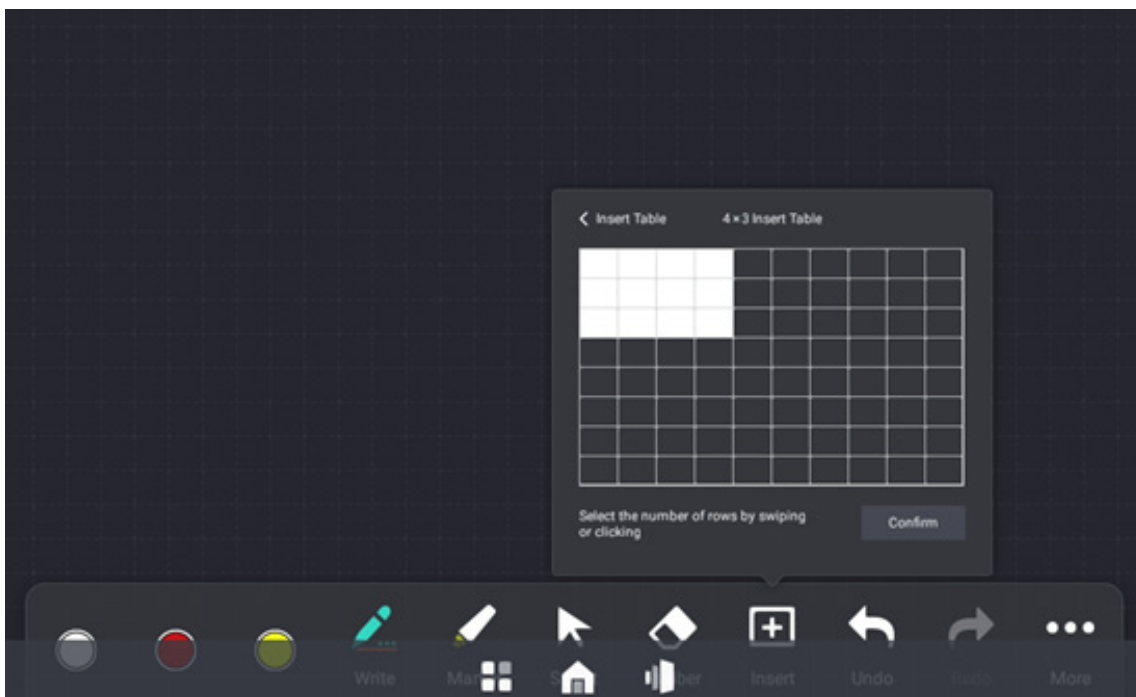 Insert Table
4×3 Insert Table
Select the number of rows by swiping
or clicking
Confirm
Write
Insert
Undo
Redo
More